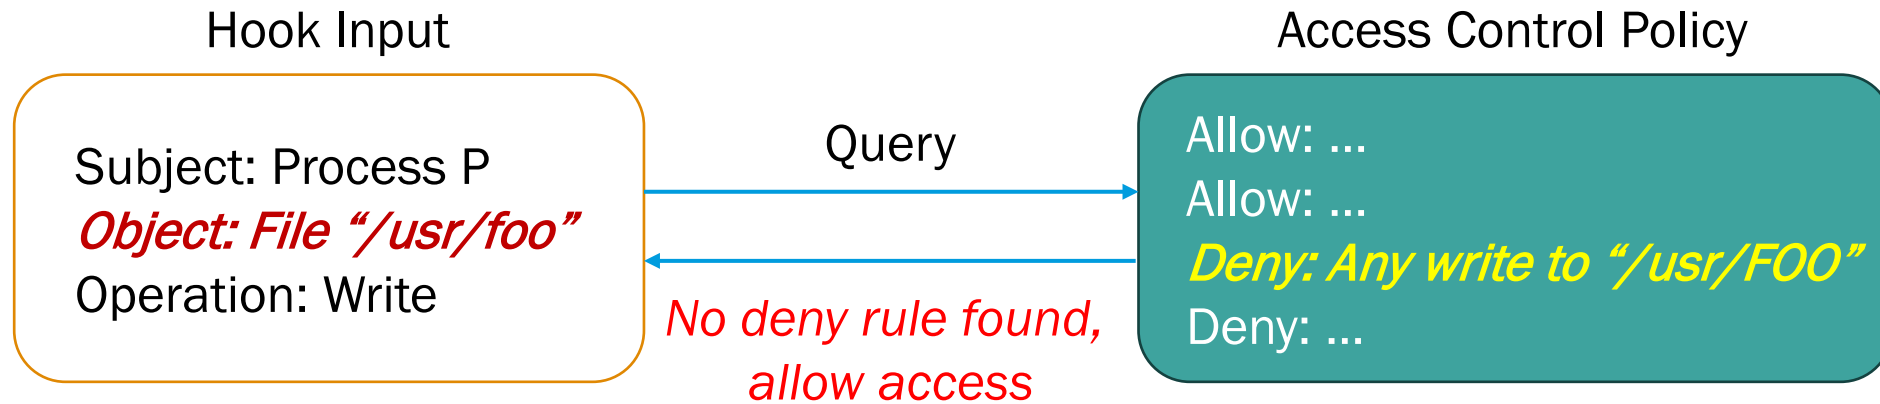 Hook Input
Subject: Process P
Object: File “/usr/foo”
Operation: Write
Query
No deny rule found,
allow access
Access Control Policy
Allow: ...
Allow: ...
Deny: Any write to “/usr/FOO”
Deny: ...